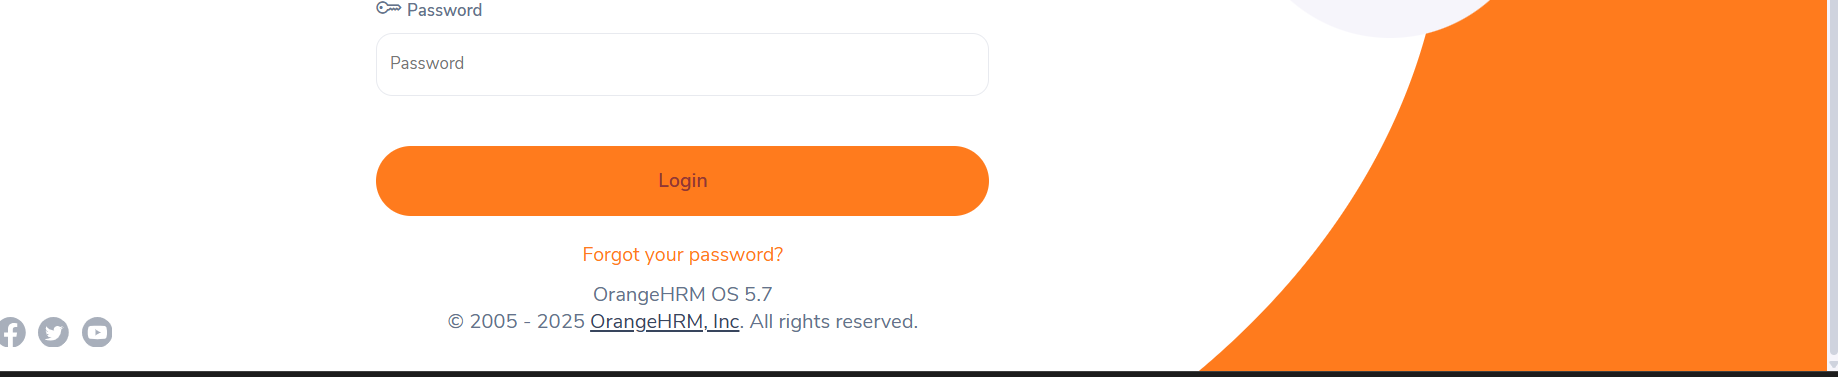 Password
Password
Login
Forgot your password?
OrangeHRM OS 5.7
© 2005 - 2025 OrangeHRM, Inc. All rights reserved.